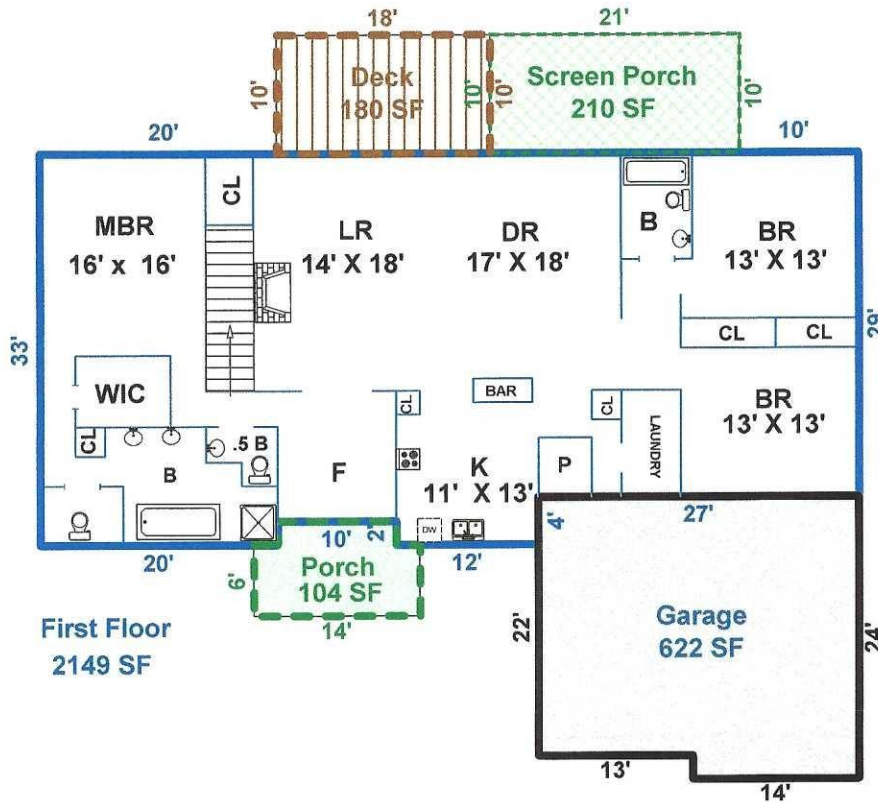 18'
21'
10'
Deck
180 SF
10'
10'
Screen Porch
210 SF
10'
20'
10'
CL
MBR
16' x 16'
LR
14' X 18'
DR
17' X 18'
B
BR
13' X 13'
33'
29'
CL
CL
WIC
BAR
CL
CL
LAUNDRY
BR
13' X 13'
CL
.5 B
B
F
K
11' X 13'
P
DW
20'
10'
2'
12'
4'
27'
6'
Porch
104 SF
14'
First Floor
2149 SF
22'
Garage
622 SF
24'
13'
14'